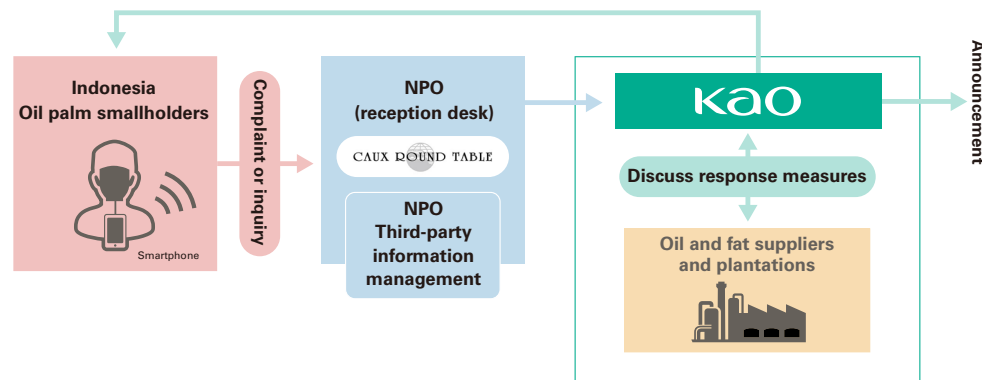 Indonesia
Oil palm smallholders
Smartphone
Complaint or inquiry
NPO
(reception desk)
CAUX ROUND TABLE
NPO
Third-party
information
management
Kao
Discuss response measures
Oil and fat suppliers
and plantations
Announcement